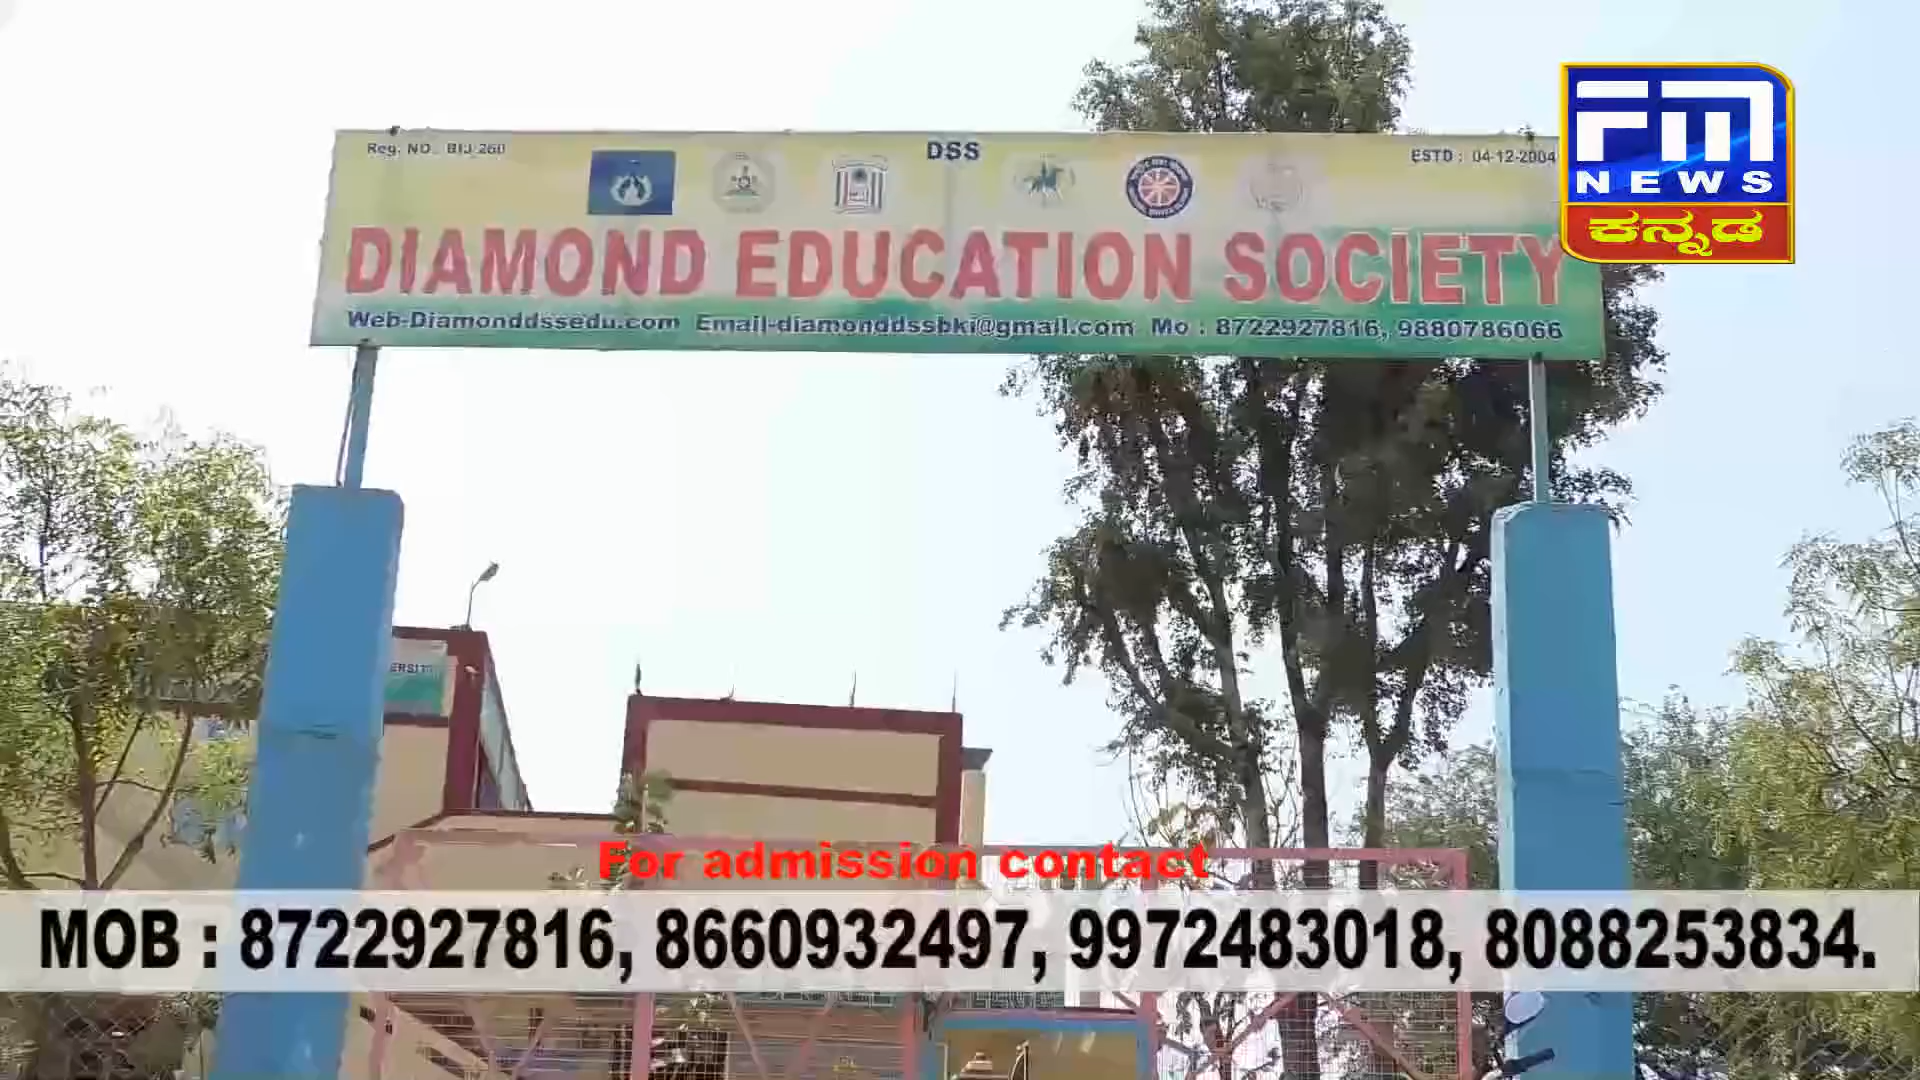 Reg. NO. BIJ 260
DSS
ESTD : 04-12-2004
DIAMOND EDUCATION SOCIETY
Web-Diamonddssedu.com Email-diamonddssbki@gmail.com Mo : 8722927816, 9880786066
FM
NEWS
ಕನ್ನಡ
For admission contact
MOB : 8722927816, 8660932497, 9972483018, 8088253834.